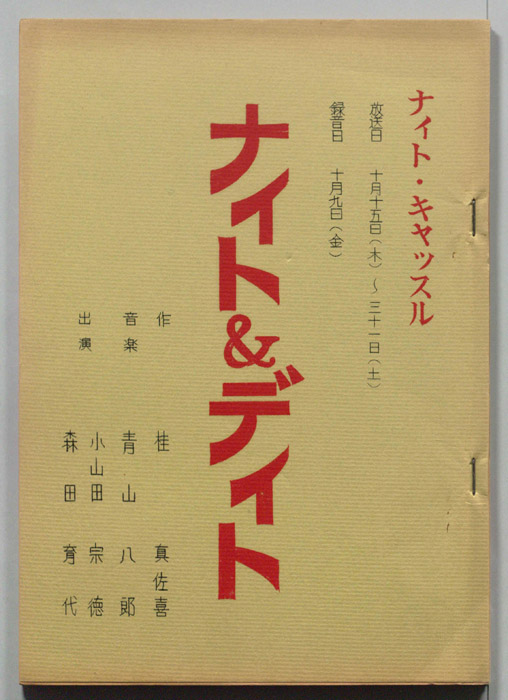 ナイト・キャッスル
放送日　十月十五日(木)～三十一日(土)
録音日　十月九日(金)
ナイト&デイト
作　桂　真佐喜
音楽　青山八郎
出演　小山田宗徳
森田育代